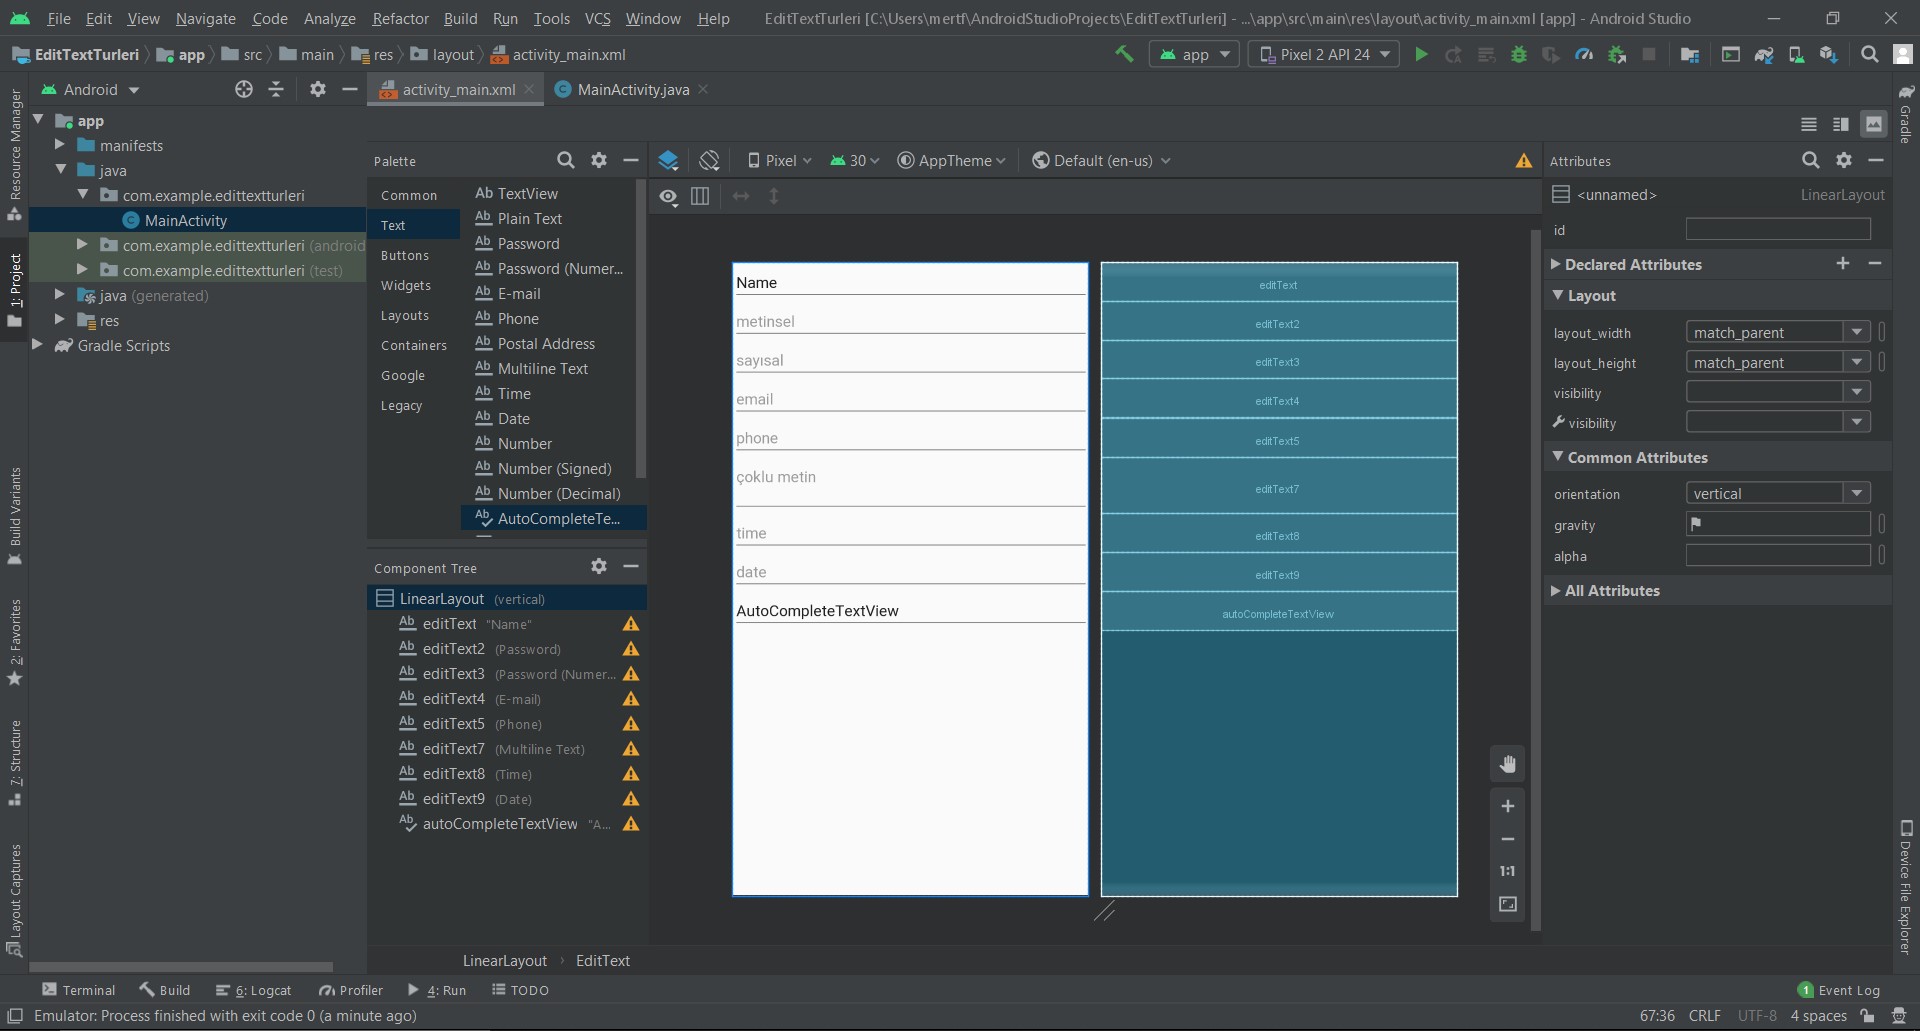 File Edit View Navigate Code Analyze Refactor Build Run Tools VCS Window Help EditTextTurleri [C:\Users\mertf\AndroidStudioProjects\EditTextTurleri] - ...\app\src\main\res\layout\activity_main.xml [app] - Android Studio
EditTextTurleri app src main res layout activity_main.xml app Pixel 2 API 24
Android
activity_main.xml MainActivity.java
Resource Manager
1: Project
Build Variants
2: Favorites
7: Structure
Layout Captures
app
manifests
java
com.example.edittextturleri
MainActivity
com.example.edittextturleri (android
com.example.edittextturleri (test)
java (generated)
res
Gradle Scripts
Palette
Common
Text
Buttons
Widgets
Layouts
Containers
Google
Legacy
Ab TextView
Ab Plain Text
Ab Password
Ab Password (Numer...
Ab E-mail
Ab Phone
Ab Postal Address
Ab Multiline Text
Ab Time
Ab Date
Ab Number
Ab Number (Signed)
Ab Number (Decimal)
Ab AutoCompleteTe...
Component Tree
LinearLayout (vertical)
Ab editText "Name"
Ab editText2 (Password)
Ab editText3 (Password (Numer...
Ab editText4 (E-mail)
Ab editText5 (Phone)
Ab editText7 (Multiline Text)
Ab editText8 (Time)
Ab editText9 (Date)
Ab autoCompleteTextView "A...
Pixel 30 AppTheme Default (en-us)
Name
metinsel
sayısal
email
phone
çoklu metin
time
date
AutoCompleteTextView
editText
editText2
editText3
editText4
editText5
editText7
editText8
editText9
autoCompleteTextView
1:1
LinearLayout › EditText
Attributes
<unnamed> LinearLayout
id
Declared Attributes
Layout
layout_width match_parent
layout_height match_parent
visibility
visibility
Common Attributes
orientation vertical
gravity
alpha
All Attributes
Gradle
Device File Explorer
Terminal Build 6: Logcat Profiler 4: Run TODO 1 Event Log
Emulator: Process finished with exit code 0 (a minute ago) 67:36 CRLF UTF-8 4 spaces